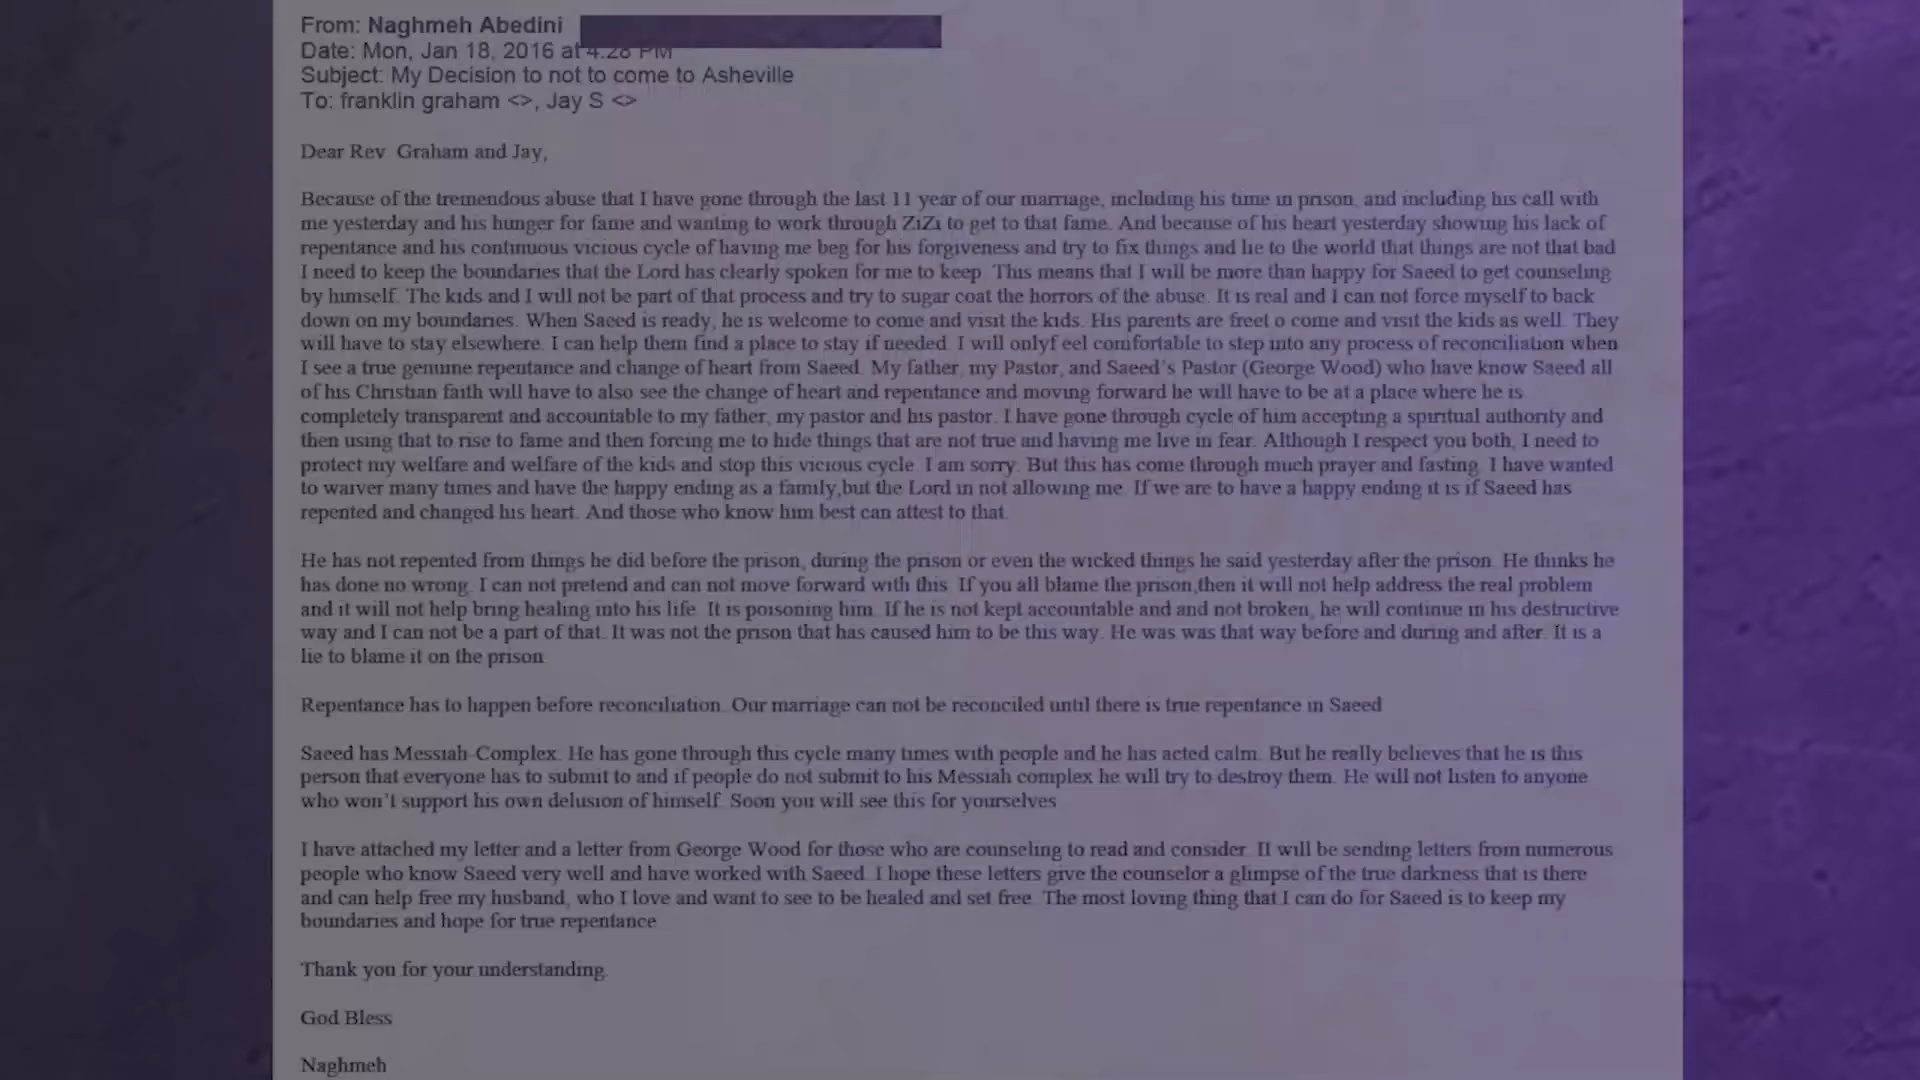 From: Naghmeh Abedini
Date: Mon, Jan 18, 2016 at 4:28 PM
Subject: My Decision to not to come to Asheville
To: franklin graham <>, Jay S <>
Dear Rev Graham and Jay,
Because of the tremendous abuse that I have gone through the last 11 year of our marriage, including his time in prison, and including his call with
me yesterday and his hunger for fame and wanting to work through ZiZi to get to that fame. And because of his heart yesterday showing his lack of
repentance and his continuous vicious cycle of having me beg for his forgiveness and try to fix things and lie to the world that things are not that bad
I need to keep the boundaries that the Lord has clearly spoken for me to keep. This means that I will be more than happy for Saeed to get counseling
by himself. The kids and I will not be part of that process and try to sugar coat the horrors of the abuse. It is real and I can not force myself to back
down on my boundaries. When Saeed is ready, he is welcome to come and visit the kids. His parents are freet o come and visit the kids as well. They
will have to stay elsewhere. I can help them find a place to stay if needed. I will onlyf eel comfortable to step into any process of reconciliation when
I see a true genuine repentance and change of heart from Saeed. My father, my Pastor, and Saeed's Pastor (George Wood) who have know Saeed all
of his Christian faith will have to also see the change of heart and repentance and moving forward he will have to be at a place where he is
completely transparent and accountable to my father, my pastor and his pastor. I have gone through cycle of him accepting a spiritual authority and
then using that to rise to fame and then forcing me to hide things that are not true and having me live in fear. Although I respect you both, I need to
protect my welfare and welfare of the kids and stop this vicious cycle. I am sorry. But this has come through much prayer and fasting. I have wanted
to warver many times and have the happy ending as a family,but the Lord in not allowing me. If we are to have a happy ending it is if Saeed has
repented and changed his heart. And those who know him best can attest to that.
He has not repented from things he did before the prison, during the prison or even the wicked things he said yesterday after the prison. He thinks he
has done no wrong. I can not pretend and can not move forward with this. If you all blame the prison,then it will not help address the real problem
and it will not help bring healing into his life. It is poisoning him. If he is not kept accountable and and not broken, he will continue in his destructive
way and I can not be a part of that. It was not the prison that has caused him to be this way. He was was that way before and during and after. It is a
lie to blame it on the prison.
Repentance has to happen before reconciliation. Our marriage can not be reconciled until there is true repentance in Saeed
Saeed has Messiah-Complex. He has gone through this cycle many times with people and he has acted calm. But he really believes that he is this
person that everyone has to submit to and if people do not submit to his Messiah complex he will try to destroy them. He will not listen to anyone
who won't support his own delusion of himself. Soon you will see this for yourselves
I have attached my letter and a letter from George Wood for those who are counseling to read and consider. II will be sending letters from numerous
people who know Saeed very well and have worked with Saeed. I hope these letters give the counselor a glimpse of the true darkness that is there
and can help free my husband, who I love and want to see to be healed and set free. The most loving thing that I can do for Saeed is to keep my
boundaries and hope for true repentance
Thank you for your understanding.
God Bless
Naghmeh